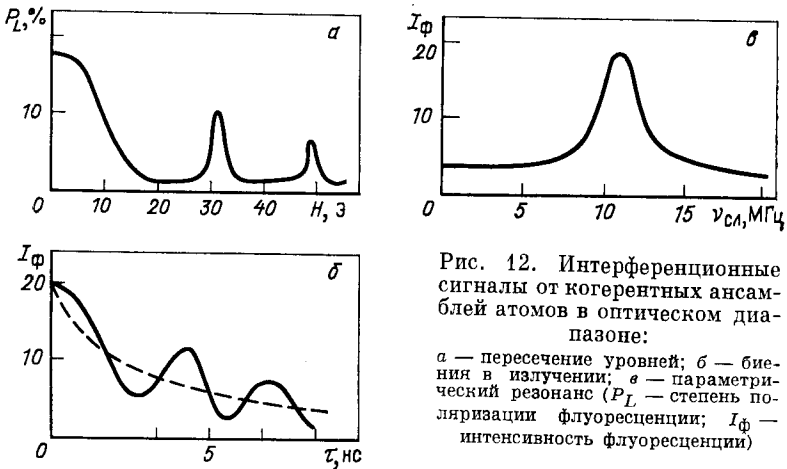 P_L, %
а
10
0
10
20
30
40
H, Э
I_ф
в
20
10
0
5
10
15
ν_сл, МГц
I_ф
б
20
10
0
5
τ, нс
Рис. 12. Интерференционные
сигналы от когерентных ансам-
блей атомов в оптическом диа-
пазоне:
а — пересечение уровней; б — бие-
ния в излучении; в — параметри-
ческий резонанс (P_L — степень по-
ляризации флуоресценции; I_ф —
интенсивность флуоресценции)